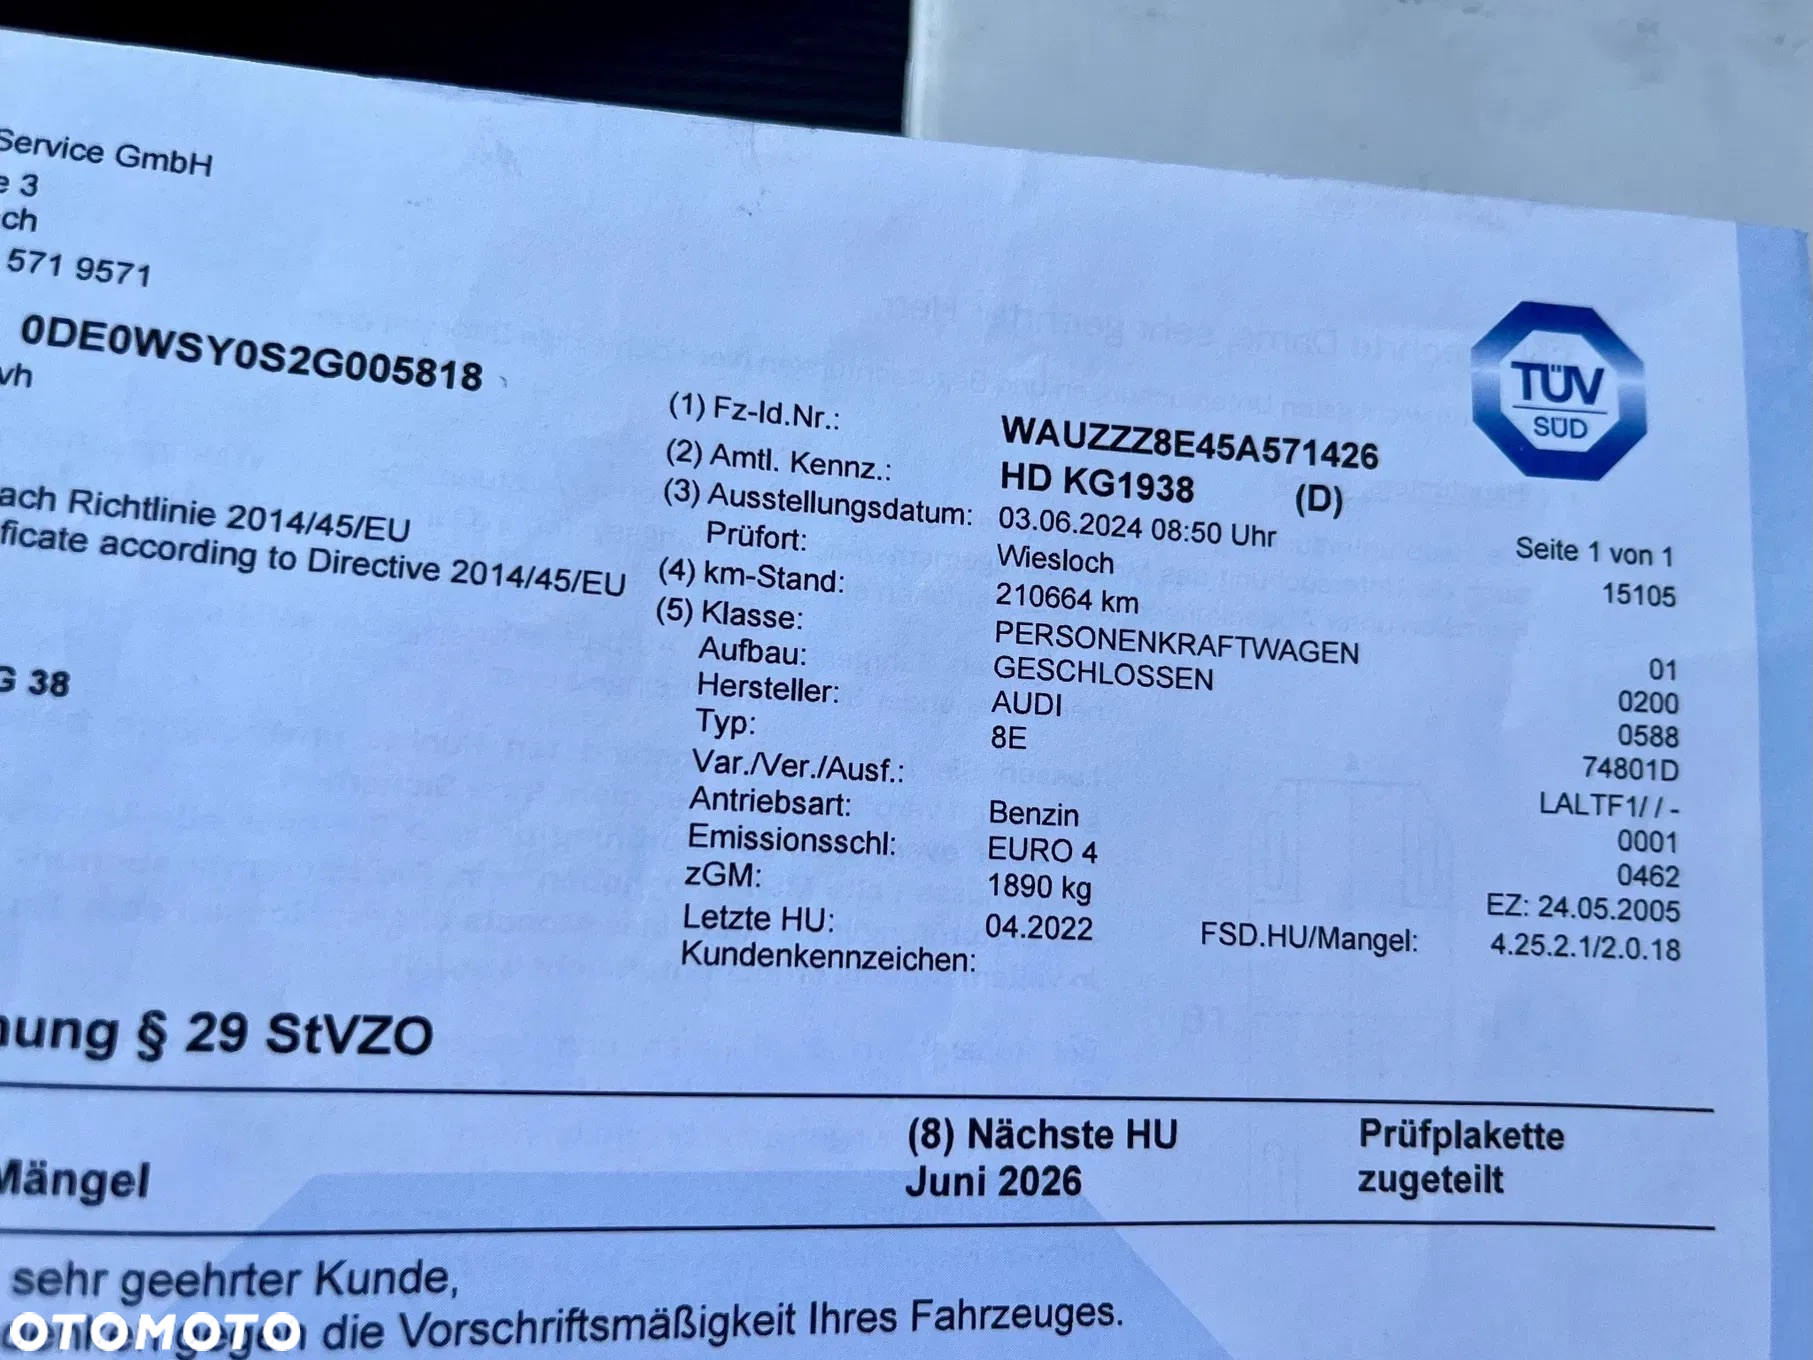 Service GmbH
e 3
ch
571 9571
0DE0WSY0S2G005818
vh
TÜV
SÜD
(1) Fz-Id.Nr.: WAUZZZ8E45A571426
(2) Amtl. Kennz.: HD KG1938 (D)
(3) Ausstellungsdatum: 03.06.2024 08:50 Uhr Seite 1 von 1
Prüfort: Wiesloch 15105
(4) km-Stand: 210664 km
(5) Klasse: PERSONENKRAFTWAGEN 01
Aufbau: GESCHLOSSEN 0200
Hersteller: AUDI 0588
Typ: 8E 74801D
Var./Ver./Ausf.: LALTF1/ / -
Antriebsart: Benzin 0001
Emissionsschl: EURO 4 0462
zGM: 1890 kg EZ: 24.05.2005
Letzte HU: 04.2022 FSD.HU/Mangel: 4.25.2.1/2.0.18
Kundenkennzeichen:
ach Richtlinie 2014/45/EU
ficate according to Directive 2014/45/EU
G 38
nung § 29 StVZO
Mängel
(8) Nächste HU
Juni 2026
Prüfplakette
zugeteilt
sehr geehrter Kunde,
gegen die Vorschriftsmäßigkeit Ihres Fahrzeuges.
OTOMOTO